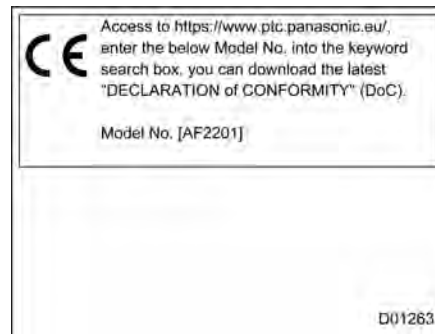 Access to https://www.ptc.panasonic.eu/,
enter the below Model No. into the keyword
search box, you can download the latest
"DECLARATION of CONFORMITY" (DoC).
Model No. [AF2201]
D01263